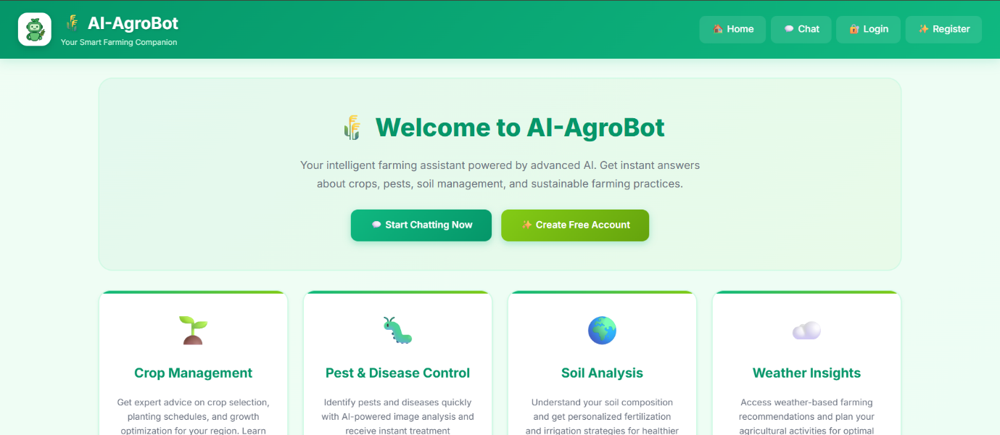 AI-AgroBot
Your Smart Farming Companion
Home
Chat
Login
Register
Welcome to AI-AgroBot
Your intelligent farming assistant powered by advanced AI. Get instant answers
about crops, pests, soil management, and sustainable farming practices.
Start Chatting Now
Create Free Account
Crop Management
Get expert advice on crop selection,
planting schedules, and growth
optimization for your region. Learn
Pest & Disease Control
Identify pests and diseases quickly
with AI-powered image analysis and
receive instant treatment
Soil Analysis
Understand your soil composition
and get personalized fertilization
and irrigation strategies for healthier
Weather Insights
Access weather-based farming
recommendations and plan your
agricultural activities for optimal